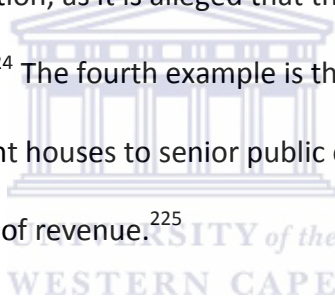 tion, as it is alleged that th
24 The fourth example is th
nt houses to senior public
of revenue.225
UNIVERSITY of the
WESTERN CAPE